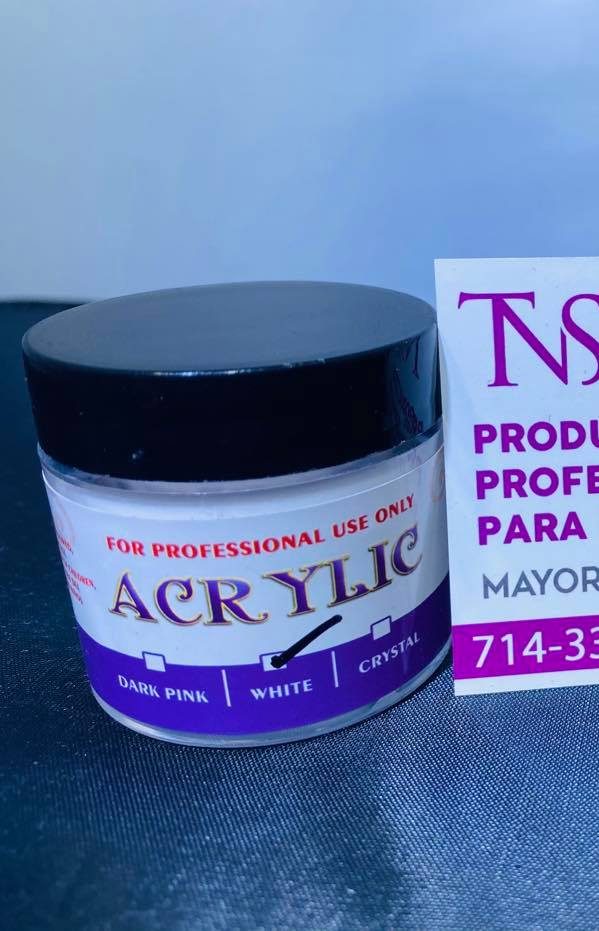 FOR PROFESSIONAL USE ONLY
ACRYLIC
DARK PINK
WHITE
CRYSTAL
TNS
PRODU
PROFE
PARA
MAYOR
714-33